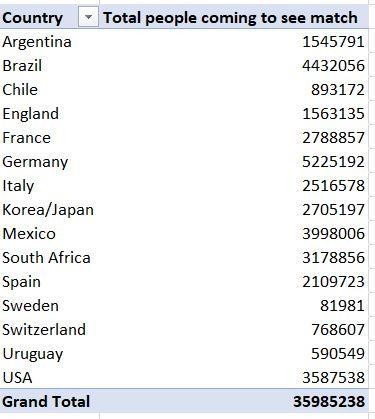 Country Total people coming to see match
Argentina 1545791
Brazil 4432056
Chile 893172
England 1563135
France 2788857
Germany 5225192
Italy 2516578
Korea/Japan 2705197
Mexico 3998006
South Africa 3178856
Spain 2109723
Sweden 81981
Switzerland 768607
Uruguay 590549
USA 3587538
Grand Total 35985238